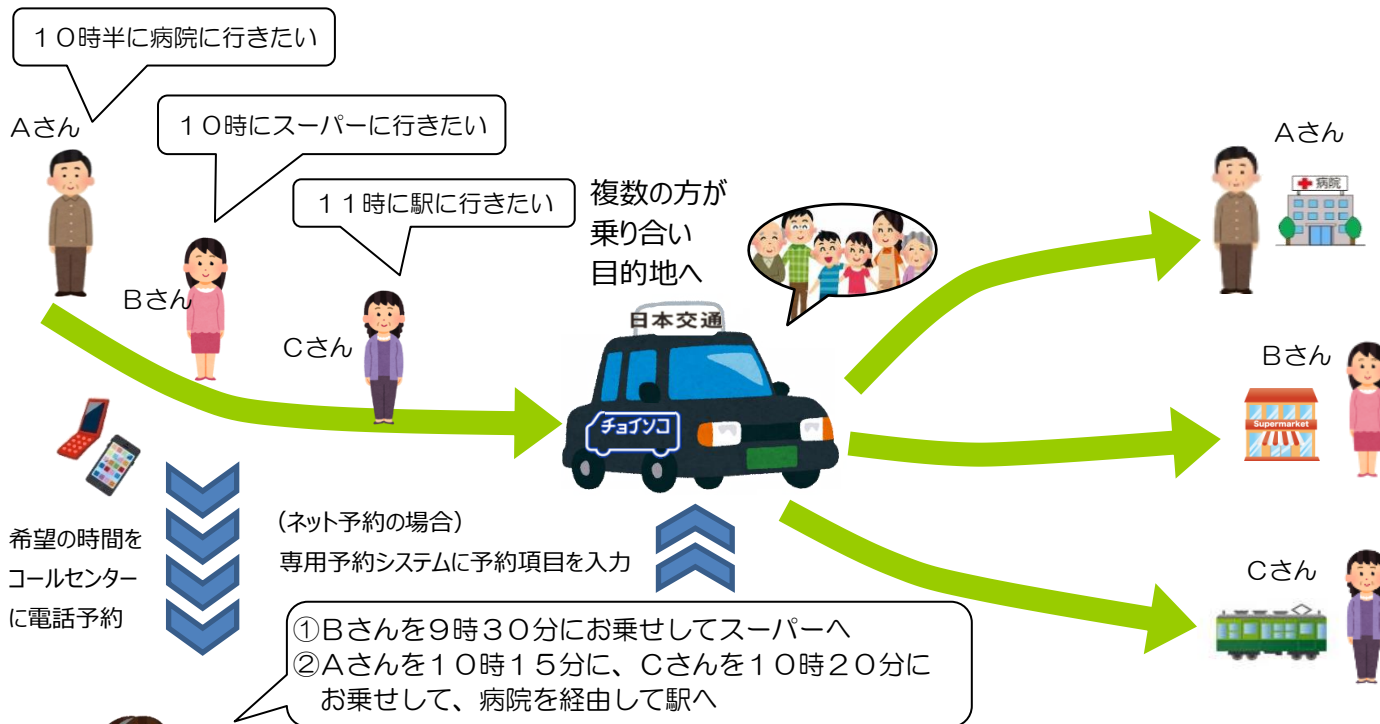 １０時半に病院に行きたい
Aさん
１０時にスーパーに行きたい
Bさん
１１時に駅に行きたい
Cさん
複数の方が
乗り合い
目的地へ
日本交通
チョイソコ
Aさん
病院
Bさん
Supermarket
Cさん
希望の時間を
コールセンター
に電話予約
(ネット予約の場合)
専用予約システムに予約項目を入力
①Bさんを９時３０分にお乗せしてスーパーへ
②Aさんを１０時１５分に、Cさんを１０時２０分に
お乗せして、病院を経由して駅へ